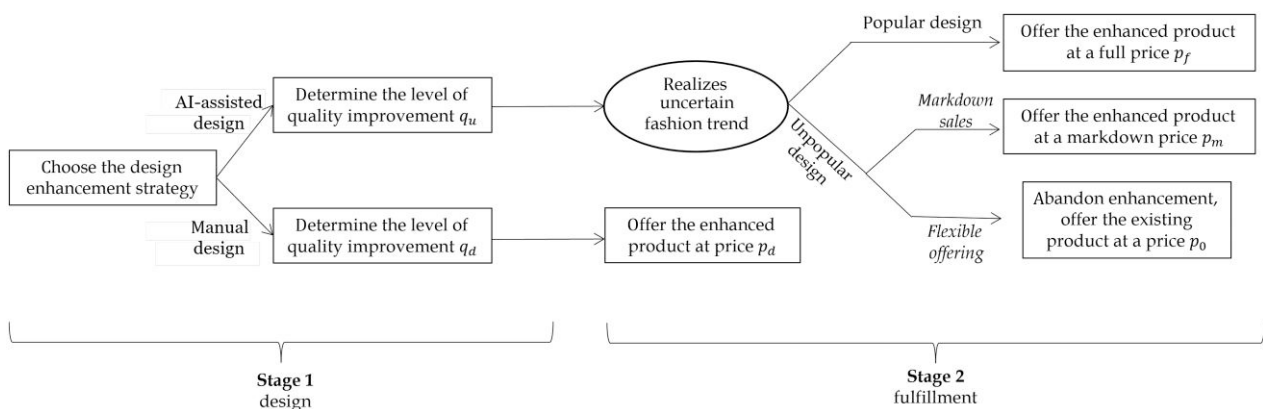 Choose the design
enhancement strategy
AI-assisted
design
Manual
design
Determine the level of
quality improvement q_u
Determine the level of
quality improvement q_d
Realizes
uncertain
fashion trend
Offer the enhanced
product at price p_d
Popular design
Unpopular
design
Markdown
sales
Flexible
offering
Offer the enhanced product
at a full price p_f
Offer the enhanced product
at a markdown price p_m
Abandon enhancement,
offer the existing
product at a price p_0
Stage 1
design
Stage 2
fulfillment